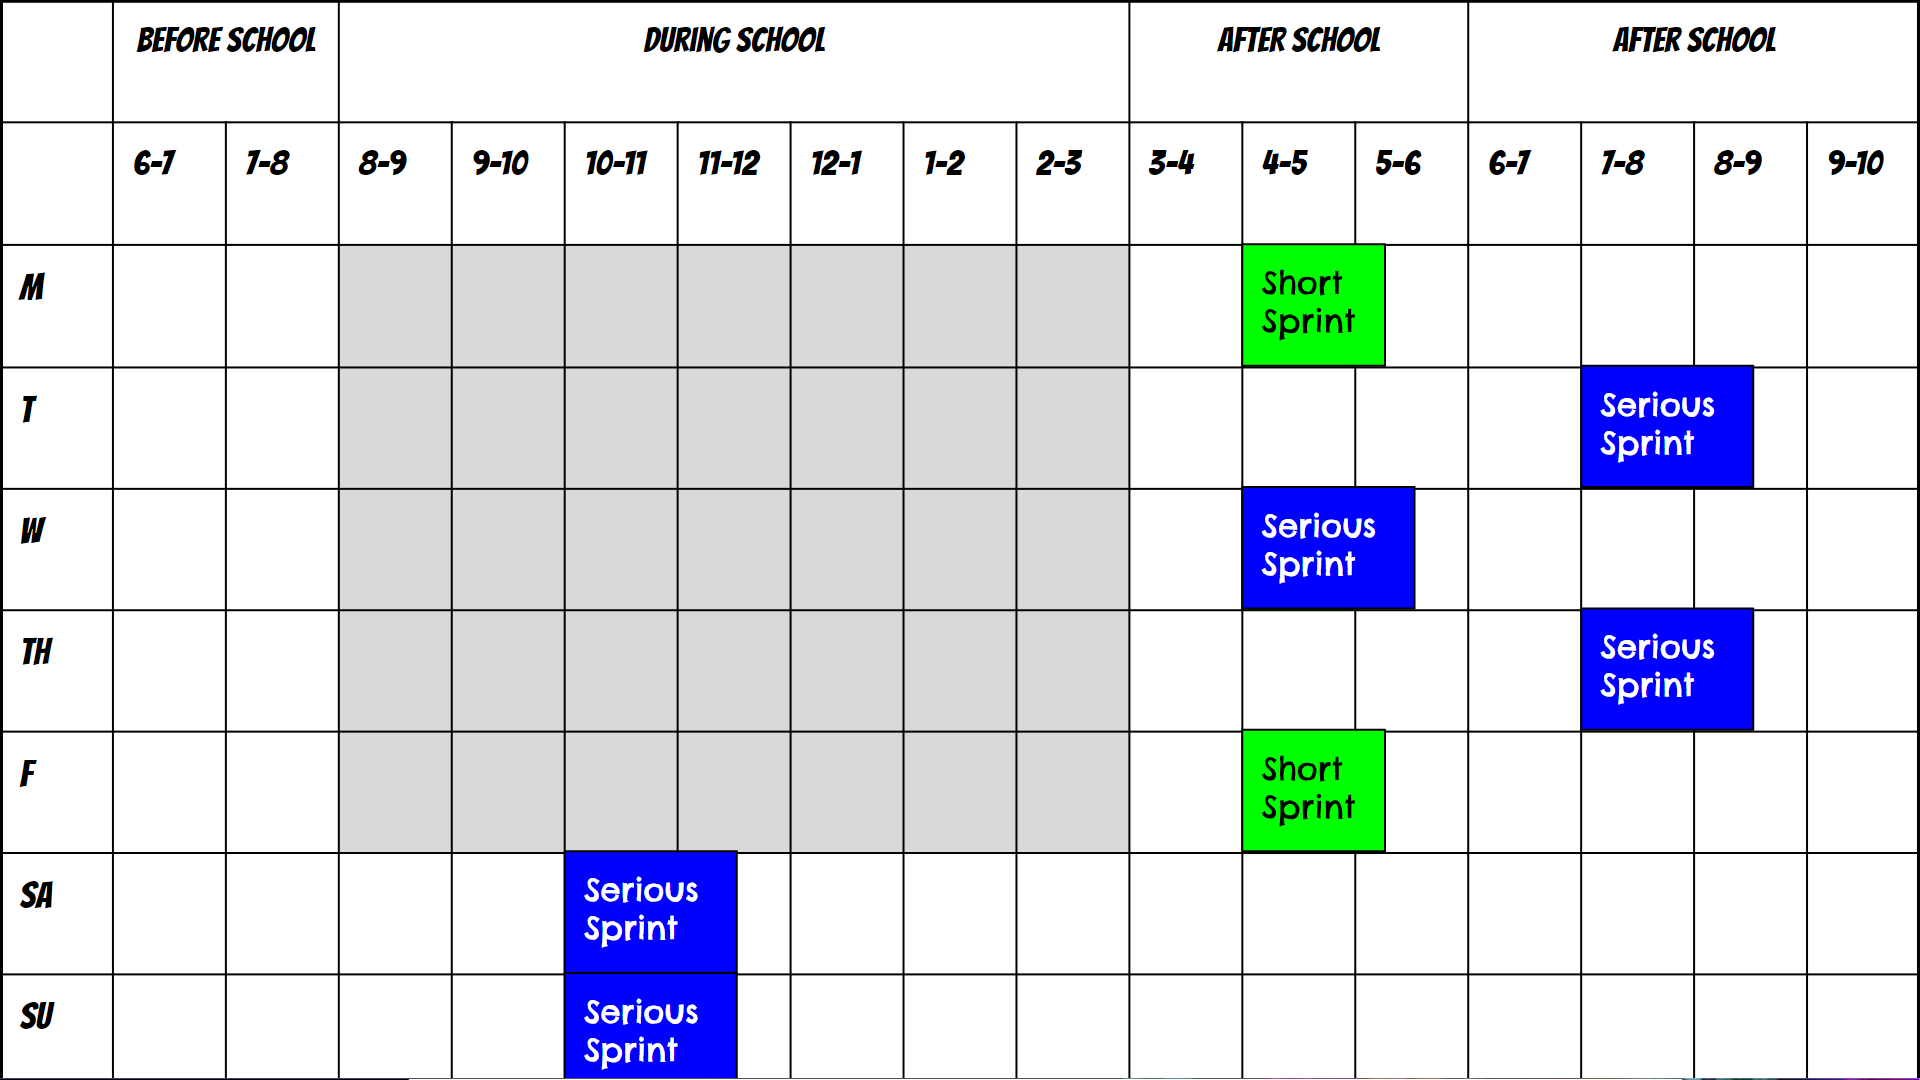 BEFORE SCHOOL DURING SCHOOL AFTER SCHOOL AFTER SCHOOL
6-7 7-8 8-9 9-10 10-11 11-12 12-1 1-2 2-3 3-4 4-5 5-6 6-7 7-8 8-9 9-10
M
Short
Sprint
T
Serious
Sprint
W
Serious
Sprint
TH
Serious
Sprint
F
Short
Sprint
SA
Serious
Sprint
SU
Serious
Sprint